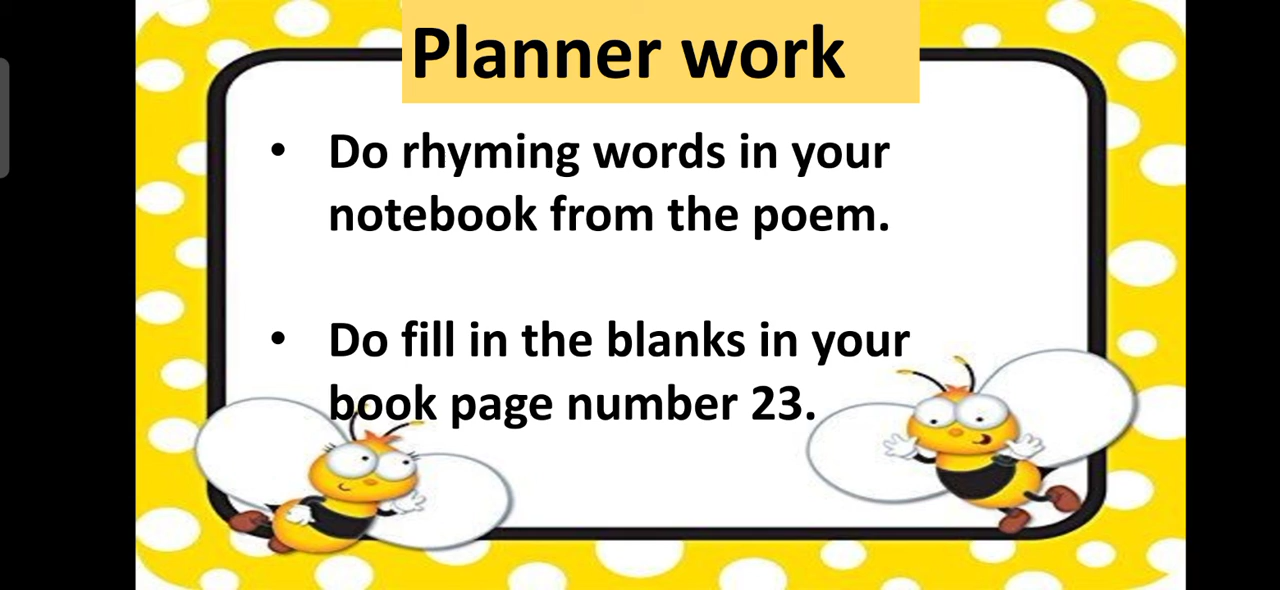 Planner work
• Do rhyming words in your
notebook from the poem.
• Do fill in the blanks in your
book page number 23.